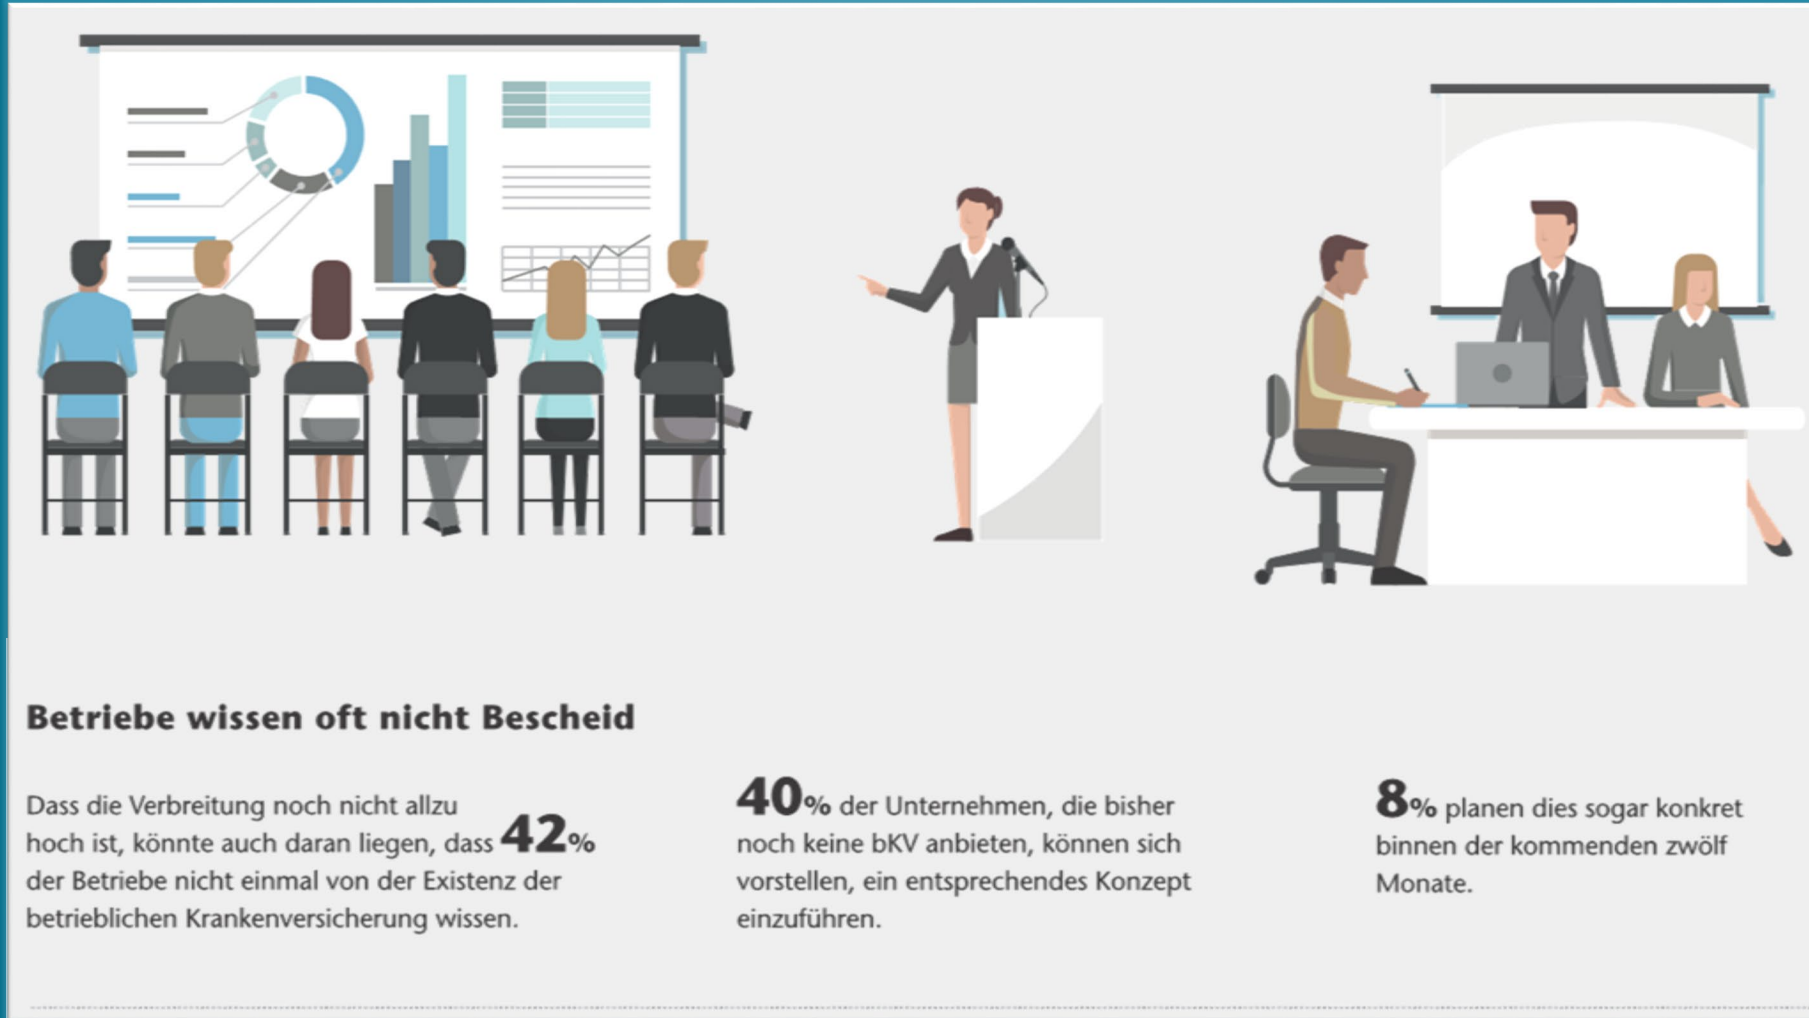 Betriebe wissen oft nicht Bescheid
Dass die Verbreitung noch nicht allzu
hoch ist, könnte auch daran liegen, dass 42%
der Betriebe nicht einmal von der Existenz der
betrieblichen Krankenversicherung wissen.
40% der Unternehmen, die bisher
noch keine bKV anbieten, können sich
vorstellen, ein entsprechendes Konzept
einzuführen.
8% planen dies sogar konkret
binnen der kommenden zwölf
Monate.